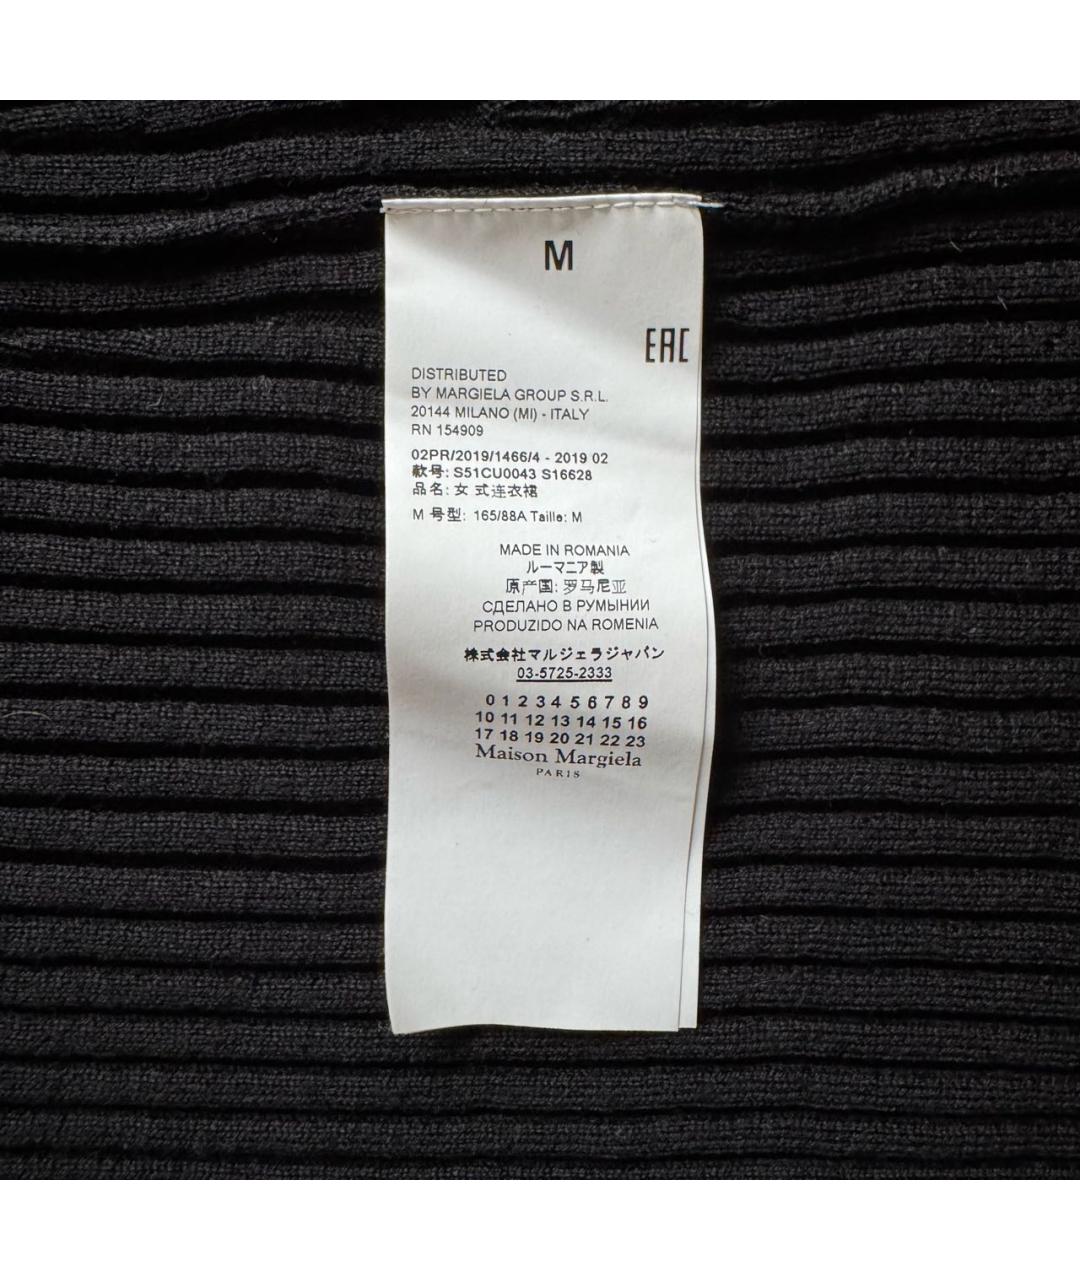 M
EAC
DISTRIBUTED
BY MARGIELA GROUP S.R.L.
20144 MILANO (MI) - ITALY
RN 154909
02PR/2019/1466/4 - 2019 02
款号: S51CU0043 S16628
品名: 女 式连衣裙
M 号型: 165/88A Taille: M
MADE IN ROMANIA
ルーマニア製
原产国: 罗马尼亚
СДЕЛАНО В РУМЫНИИ
PRODUZIDO NA ROMENIA
株式会社マルジェラジャパン
03-5725-2333
0 1 2 3 4 5 6 7 8 9
10 11 12 13 14 15 16
17 18 19 20 21 22 23
Maison Margiela
PARIS